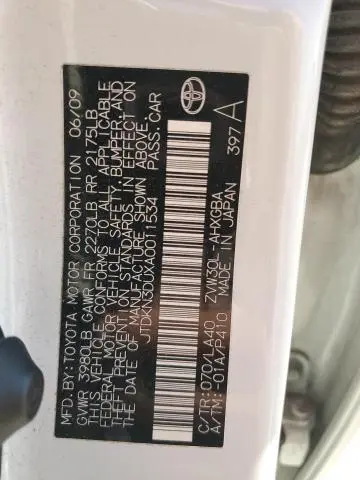 MFD.BY:TOYOTA MOTOR CORPORATION 06/09
GVWR 3980LB GAWR FR 2270LB RR 2175LB
THIS VEHICLE CONFORMS TO ALL APPLICABLE
FEDERAL MOTOR VEHICLE SAFETY, BUMPER, AND
THEFT PREVENTION STANDARDS IN EFFECT ON
THE DATE OF MANUFACTURE SHOWN ABOVE.
JTDKN3DUXA0011534 PASS.CAR
C/TR:070/LA40 ZVW30L-AHXGBA
A/TM:-01A/P410 MADE IN JAPAN
397 A